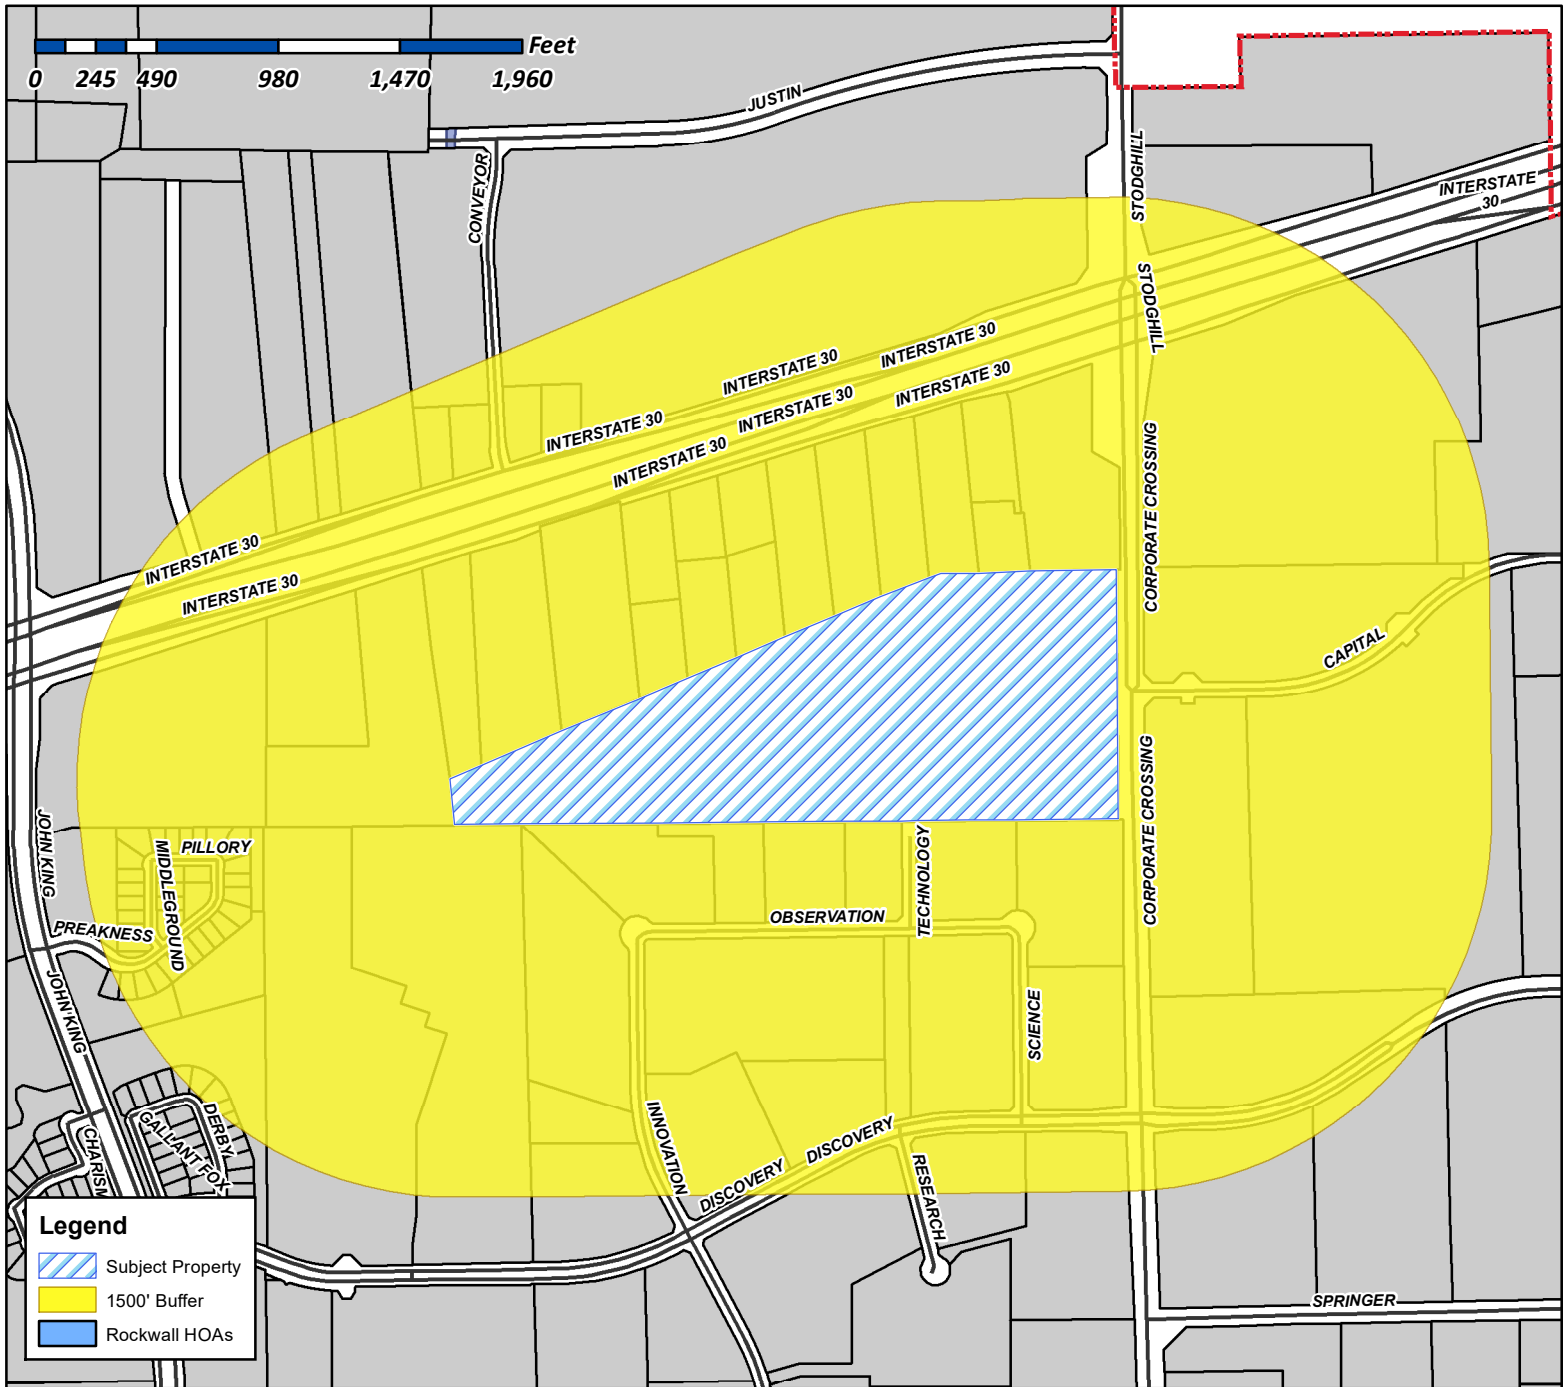 Feet
0 245 490 980 1,470 1,960
JUSTIN
CONVEYOR
STODGHILL
INTERSTATE
30
STODGHILL
INTERSTATE 30
INTERSTATE 30
INTERSTATE 30
INTERSTATE 30
INTERSTATE 30
INTERSTATE 30
INTERSTATE 30
INTERSTATE 30
INTERSTATE 30
CORPORATE CROSSING
CAPITAL
CORPORATE CROSSING
JOHN KING
PILLORY
MIDDLEGROUND
PREAKNESS
OBSERVATION
TECHNOLOGY
JOHN KING
SCIENCE
DERBY
GALLANT FOX
CHARISM
INNOVATION
DISCOVERY
DISCOVERY
RESEARCH
SPRINGER
Legend
Subject Property
1500' Buffer
Rockwall HOAs